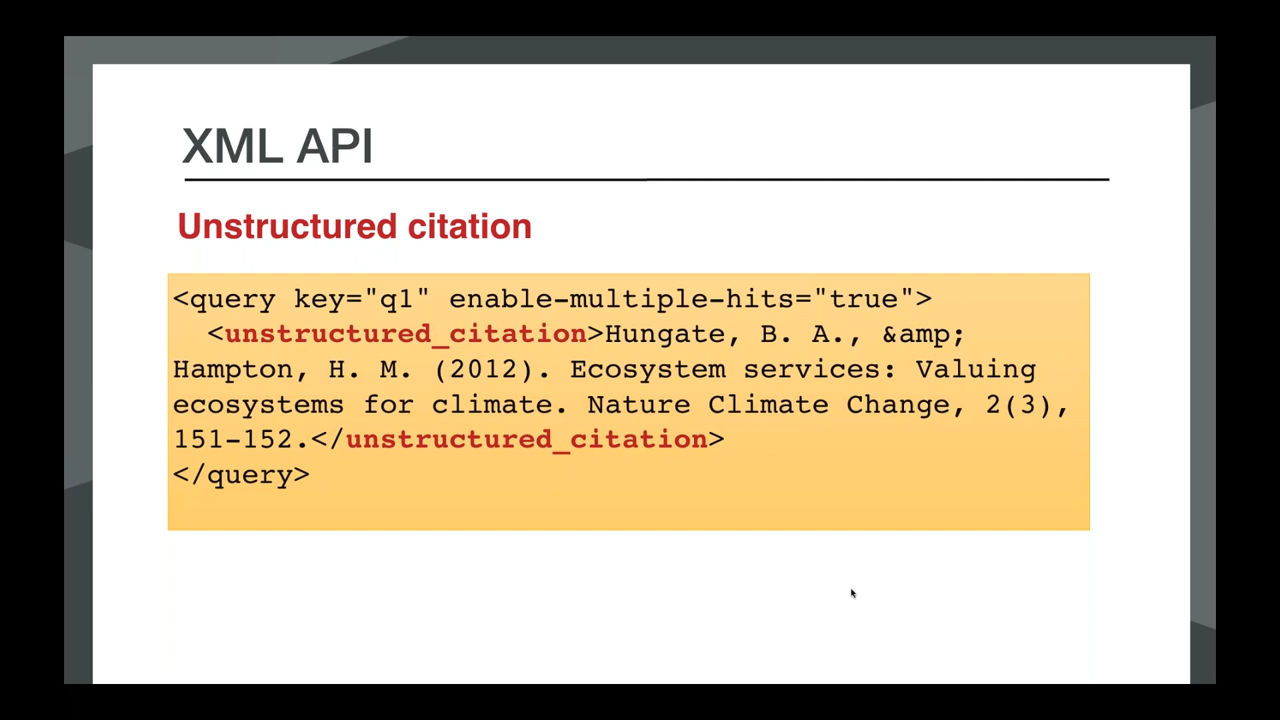 XML API
Unstructured citation
<query key="q1" enable-multiple-hits="true">
<unstructured_citation>Hungate, B. A., &amp;
Hampton, H. M. (2012). Ecosystem services: Valuing
ecosystems for climate. Nature Climate Change, 2(3),
151-152.</unstructured_citation>
</query>